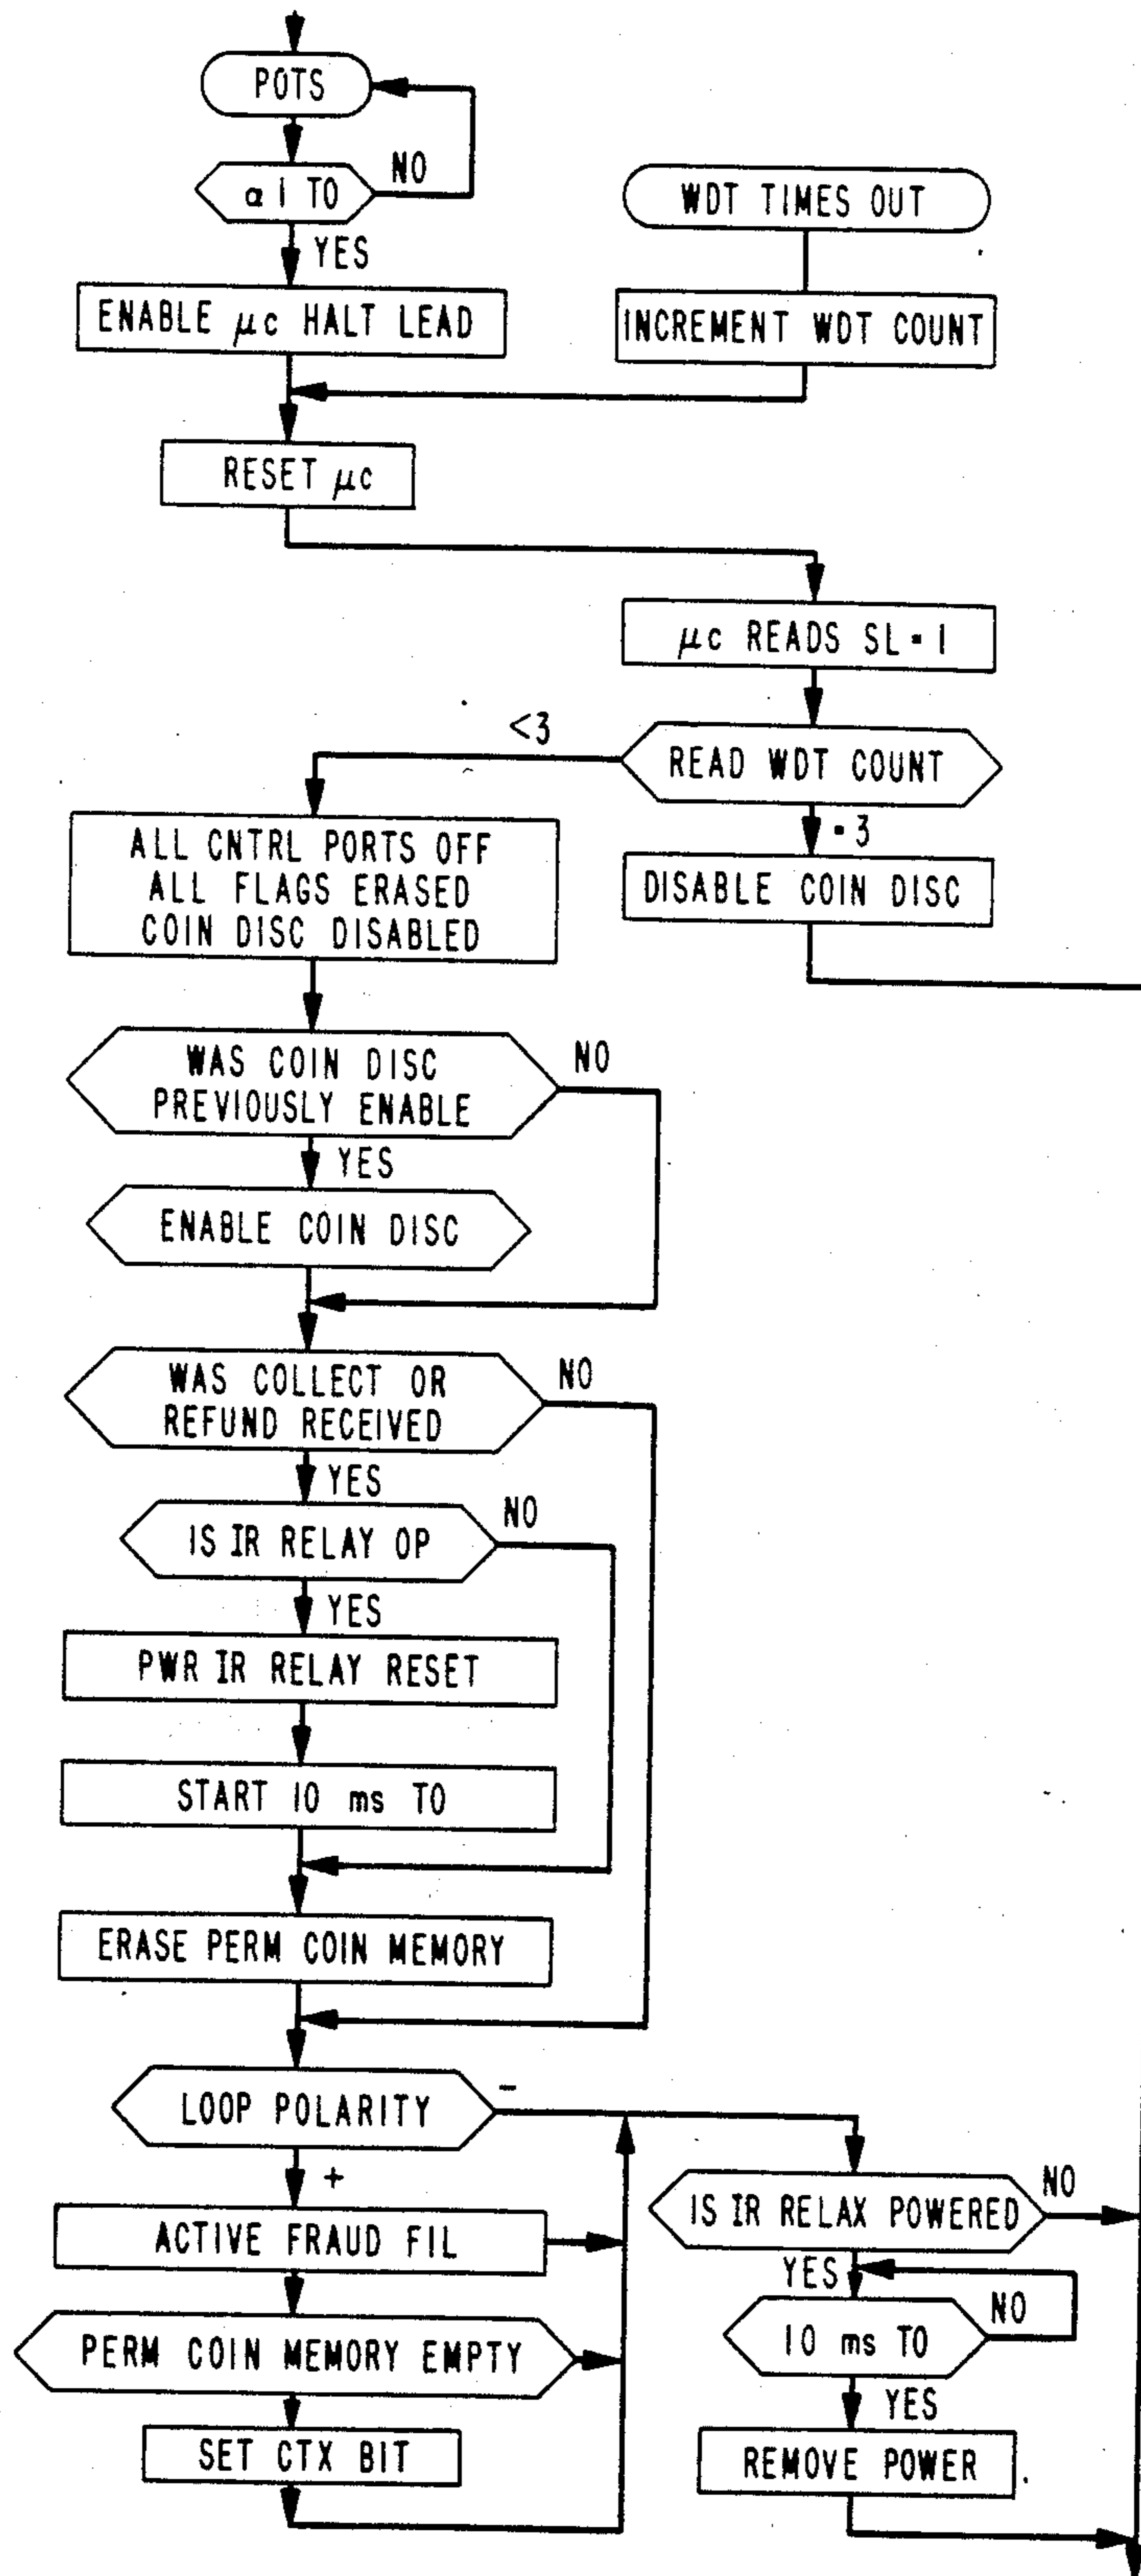 POTS
α 1 TO
NO
YES
ENABLE μc HALT LEAD
WDT TIMES OUT
INCREMENT WDT COUNT
RESET μc
μc READS SL = 1
READ WDT COUNT
<3
= 3
DISABLE COIN DISC
ALL CNTRL PORTS OFF
ALL FLAGS ERASED
COIN DISC DISABLED
WAS COIN DISC
PREVIOUSLY ENABLE
NO
YES
ENABLE COIN DISC
WAS COLLECT OR
REFUND RECEIVED
NO
YES
IS IR RELAY OP
NO
YES
PWR IR RELAY RESET
START 10 ms TO
ERASE PERM COIN MEMORY
LOOP POLARITY
-
+
ACTIVE FRAUD FIL
PERM COIN MEMORY EMPTY
SET CTX BIT
IS IR RELAX POWERED
NO
YES
10 ms TO
NO
YES
REMOVE POWER